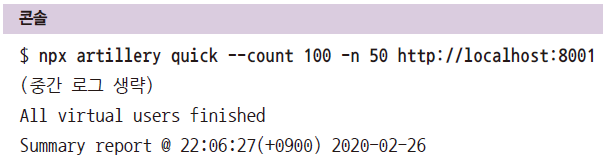 콘솔
$ npx artillery quick --count 100 -n 50 http://localhost:8001
(중간 로그 생략)
All virtual users finished
Summary report @ 22:06:27(+0900) 2020-02-26